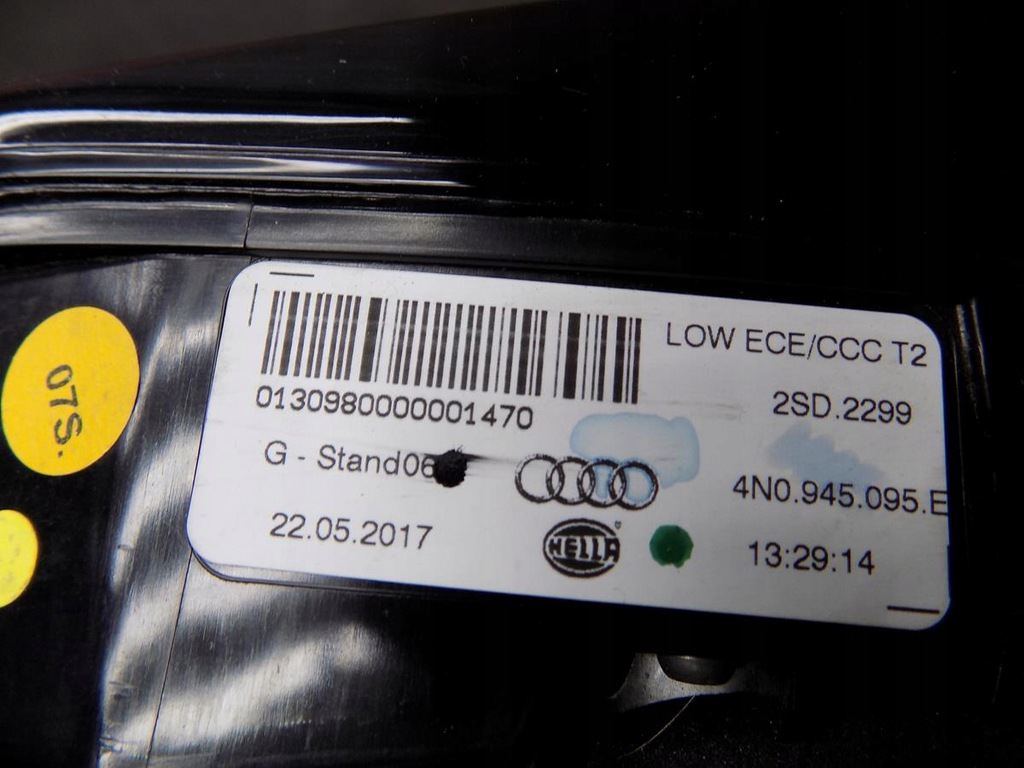 LOW ECE/CCC T2
0130980000001470
2SD.2299
G - Stand06
4N0.945.095.E
22.05.2017
HELLA
13:29:14
07S.